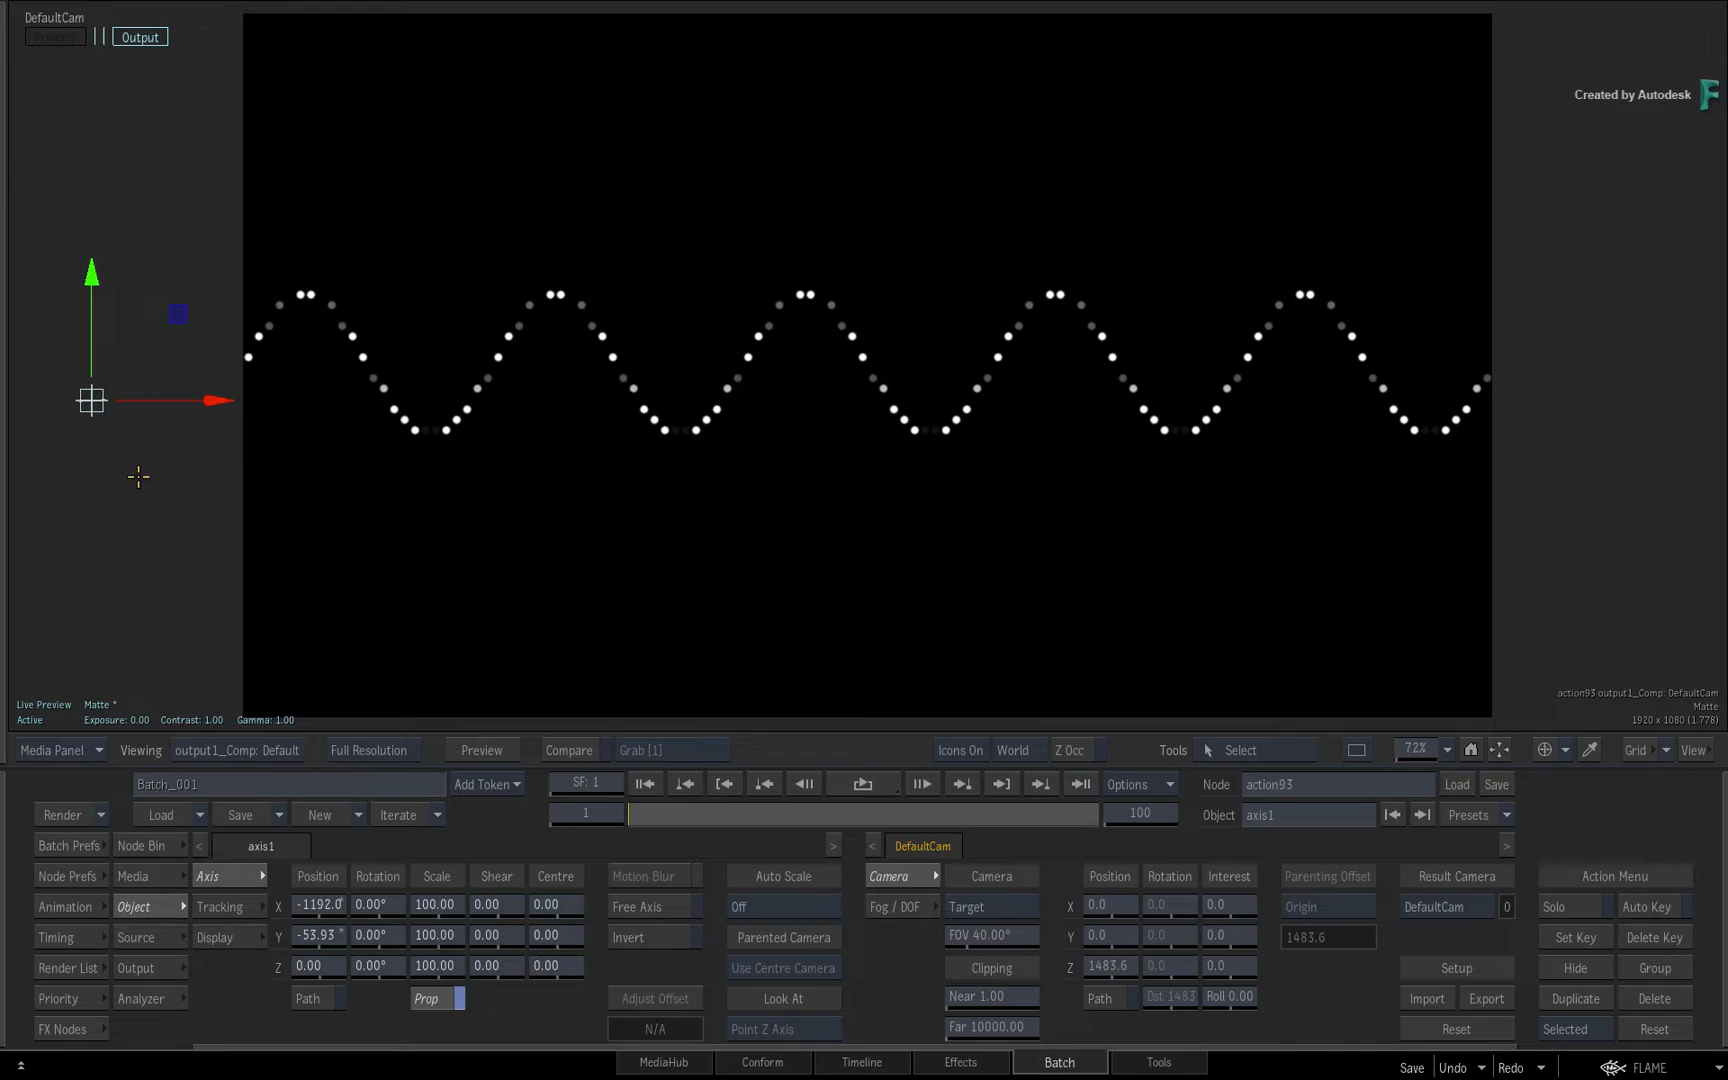 DefaultCam
Primary Output
Created by Autodesk
Live Preview Matte *
Active Exposure: 0.00 Contrast: 1.00 Gamma: 1.00
action93 output1_Comp: DefaultCam
Matte
1920 x 1080 (1.778)
Media Panel Viewing output1_Comp: Default Full Resolution Preview Compare Grab [1] Icons On World Z Occ Tools Select 72% Grid View
Batch_001 Add Token SF: 1 Options Node action93 Load Save
Render Load Save New Iterate 1 100 Object axis1 Presets
Batch Prefs Node Bin < axis1 > < DefaultCam >
Node Prefs Media Axis Position Rotation Scale Shear Centre Motion Blur Auto Scale Camera Camera Position Rotation Interest Parenting Offset Result Camera Action Menu
Animation Object Tracking X -1192.0 0.00° 100.00 0.00 0.00 Free Axis Off Fog / DOF Target X 0.0 0.0 0.0 Origin DefaultCam 0 Solo Auto Key
Timing Source Display Y -53.93 * 0.00° 100.00 0.00 0.00 Invert Parented Camera FOV 40.00° Y 0.0 0.0 0.0 1483.6 Set Key Delete Key
Render List Output Z 0.00 0.00° 100.00 0.00 0.00 Use Centre Camera Clipping Z 1483.6 0.0 0.0 Setup Hide Group
Priority Analyzer Path Prop Adjust Offset Look At Near 1.00 Path Dst 1483 Roll 0.00 Import Export Duplicate Delete
FX Nodes N/A Point Z Axis Far 10000.00 Reset Selected Reset
MediaHub Conform Timeline Effects Batch Tools Save Undo Redo FLAME